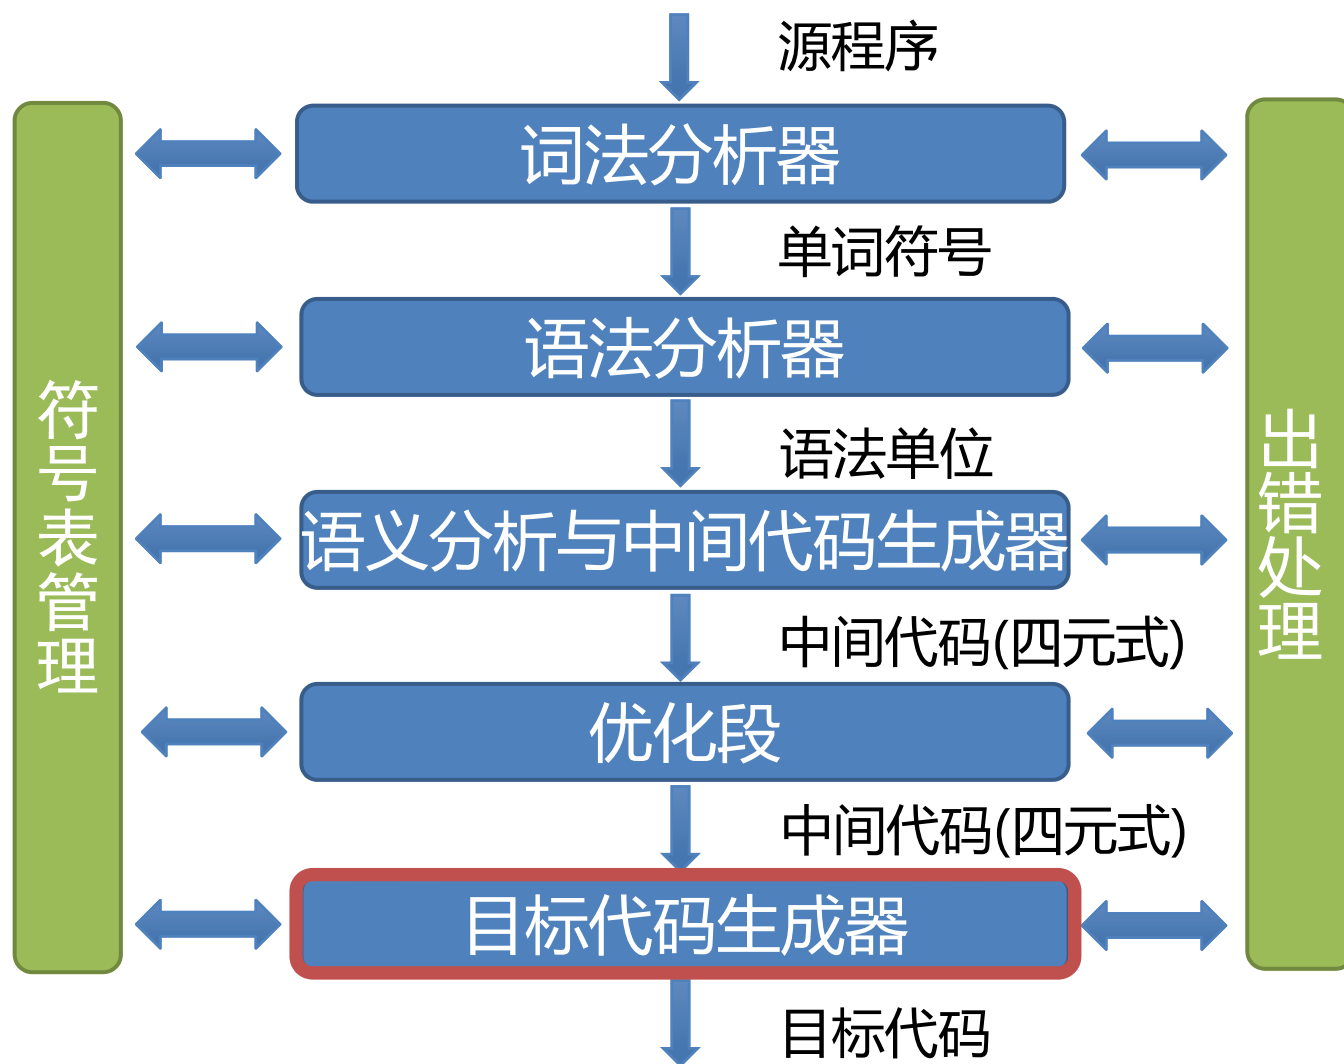 源程序
词法分析器
单词符号
语法分析器
语法单位
语义分析与中间代码生成器
中间代码(四元式)
优化段
中间代码(四元式)
目标代码生成器
目标代码
符号表管理
出错处理